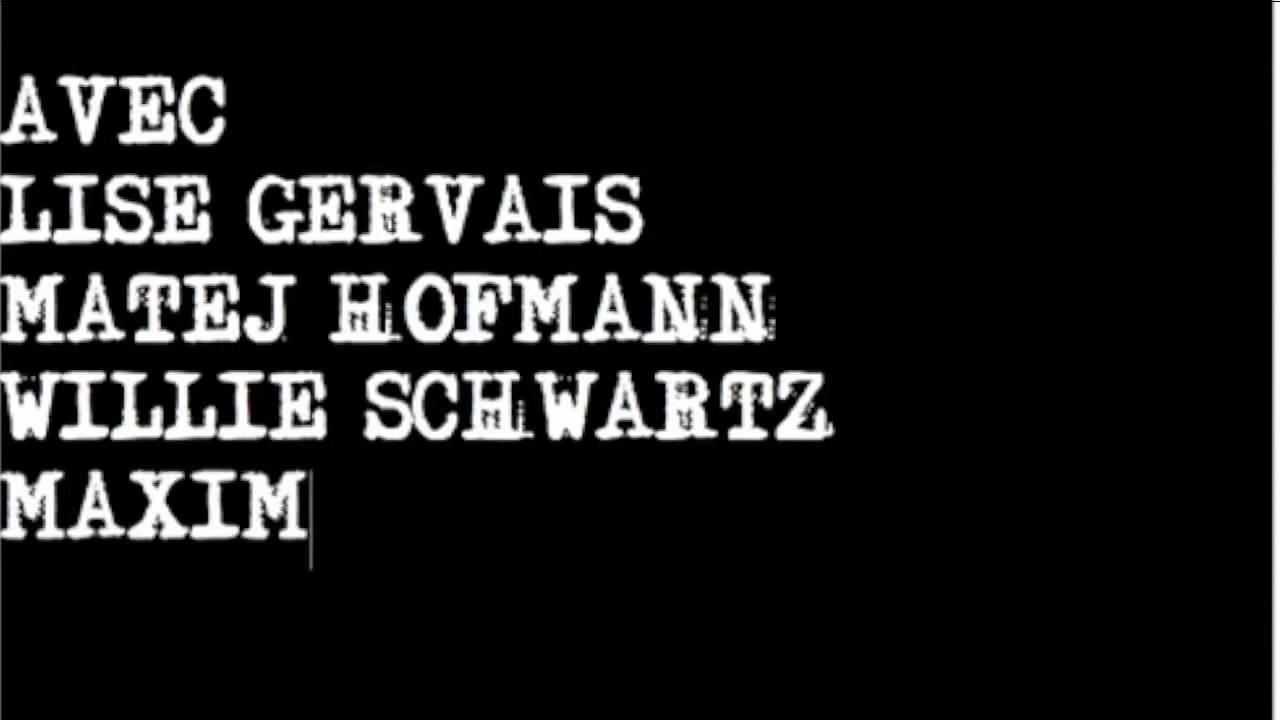 AVEC
LISE GERVAIS
MATEJ HOFMANN
WILLIE SCHWARTZ
MAXIM